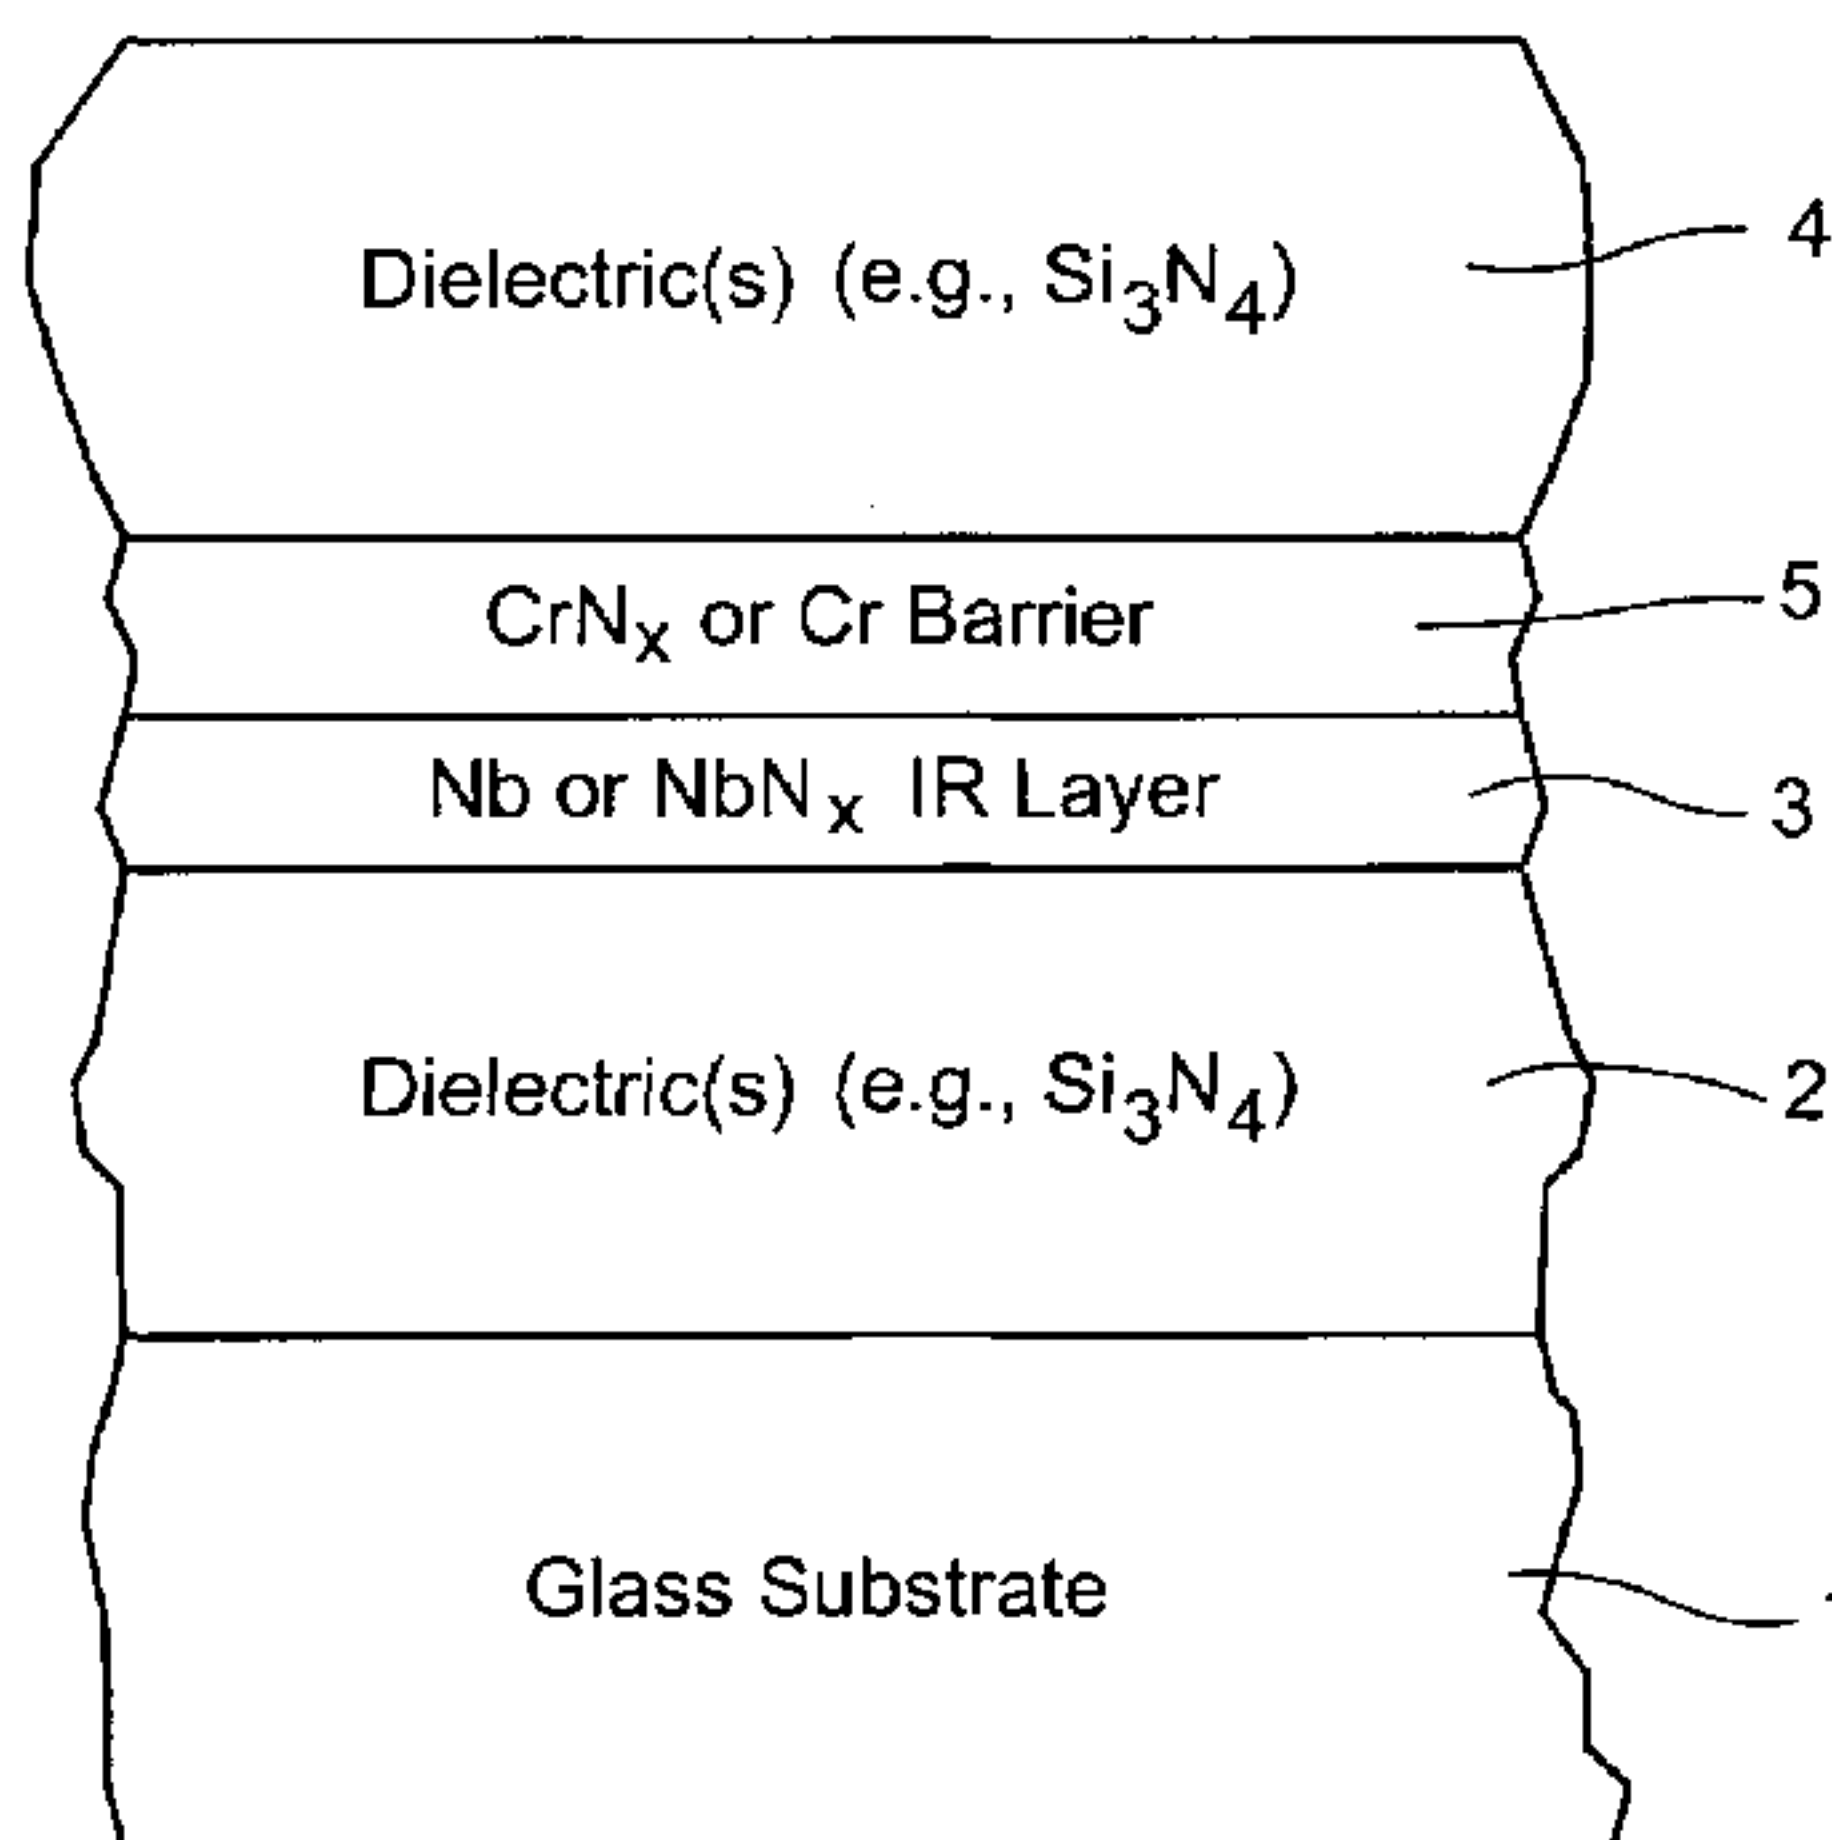 Dielectric(s) (e.g., Si₃N₄) 4
CrNₓ or Cr Barrier 5
Nb or NbNₓ IR Layer 3
Dielectric(s) (e.g., Si₃N₄) 2
Glass Substrate